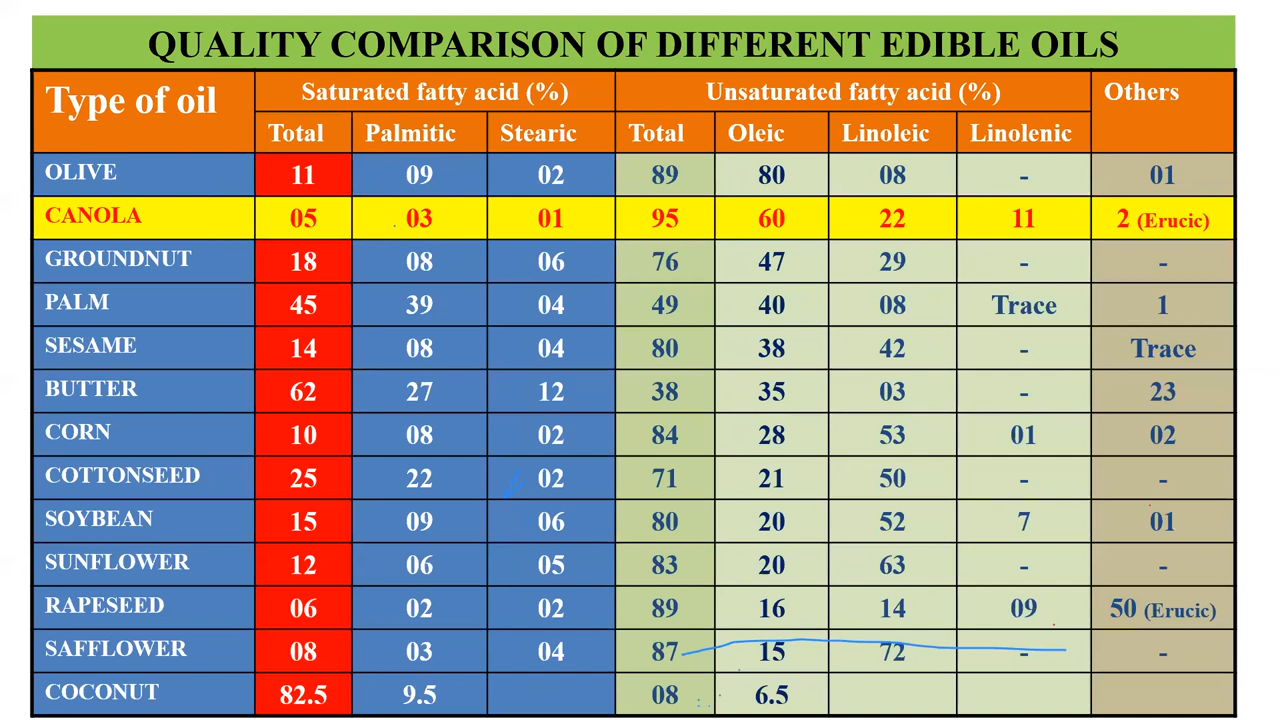 QUALITY COMPARISON OF DIFFERENT EDIBLE OILS
Type of oil Saturated fatty acid (%) Unsaturated fatty acid (%) Others
Total Palmitic Stearic Total Oleic Linoleic Linolenic
OLIVE 11 09 02 89 80 08 - 01
CANOLA 05 03 01 95 60 22 11 2 (Erucic)
GROUNDNUT 18 08 06 76 47 29 - -
PALM 45 39 04 49 40 08 Trace 1
SESAME 14 08 04 80 38 42 - Trace
BUTTER 62 27 12 38 35 03 - 23
CORN 10 08 02 84 28 53 01 02
COTTONSEED 25 22 02 71 21 50 - -
SOYBEAN 15 09 06 80 20 52 7 01
SUNFLOWER 12 06 05 83 20 63 - -
RAPESEED 06 02 02 89 16 14 09 50 (Erucic)
SAFFLOWER 08 03 04 87 15 72 - -
COCONUT 82.5 9.5 08 6.5